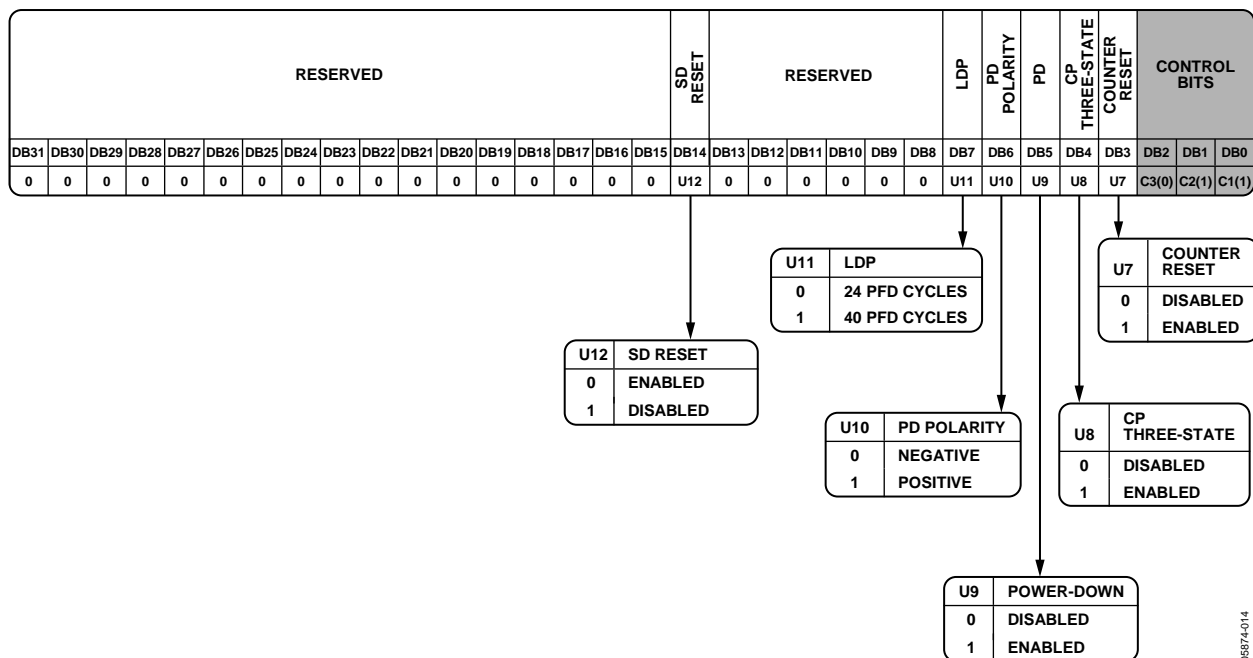 RESERVED
SD RESET
RESERVED
LDP
PD POLARITY
PD
CP THREE-STATE
COUNTER RESET
CONTROL BITS
DB31 DB30 DB29 DB28 DB27 DB26 DB25 DB24 DB23 DB22 DB21 DB20 DB19 DB18 DB17 DB16 DB15 DB14 DB13 DB12 DB11 DB10 DB9 DB8 DB7 DB6 DB5 DB4 DB3 DB2 DB1 DB0
0 0 0 0 0 0 0 0 0 0 0 0 0 0 0 0 0 U12 0 0 0 0 0 0 U11 U10 U9 U8 U7 C3(0) C2(1) C1(1)
U11 LDP
0 24 PFD CYCLES
1 40 PFD CYCLES
U7 COUNTER RESET
0 DISABLED
1 ENABLED
U12 SD RESET
0 ENABLED
1 DISABLED
U10 PD POLARITY
0 NEGATIVE
1 POSITIVE
U8 CP THREE-STATE
0 DISABLED
1 ENABLED
U9 POWER-DOWN
0 DISABLED
1 ENABLED
05874-014